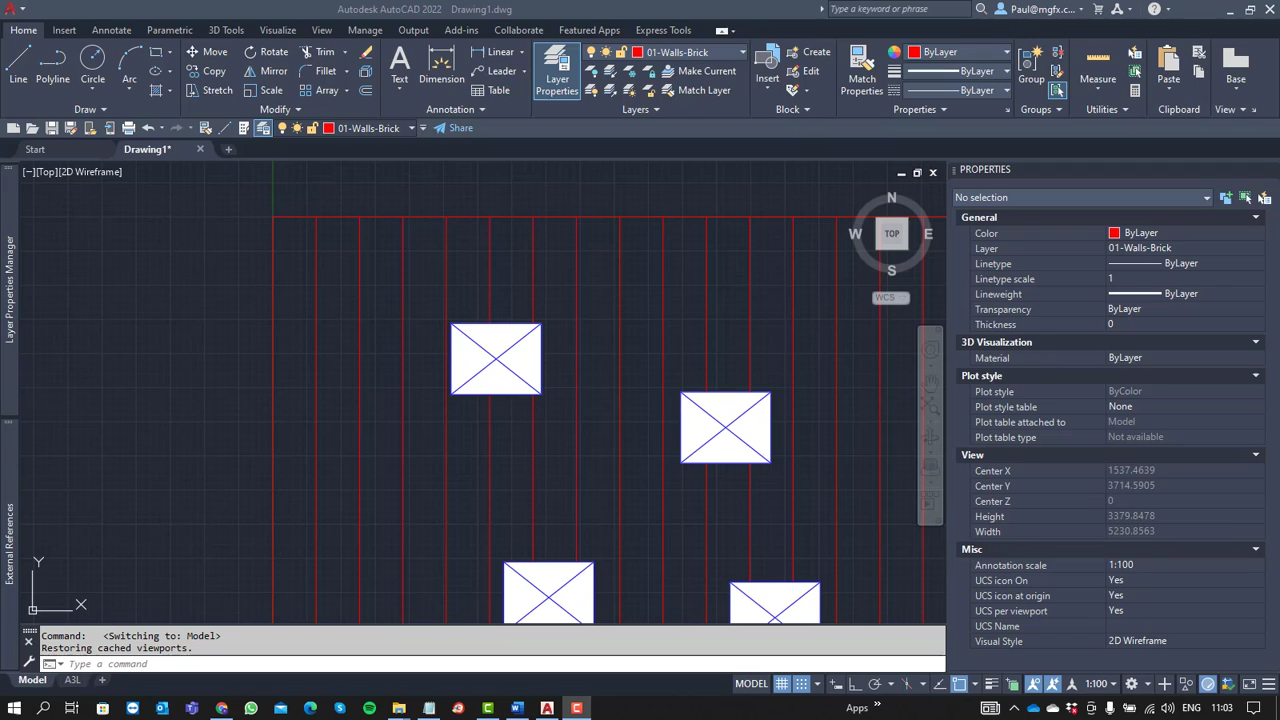 Autodesk AutoCAD 2022 Drawing1.dwg
Type a keyword or phrase
Paul@mgfx.c...
Home Insert Annotate Parametric 3D Tools Visualize View Manage Output Add-ins Collaborate Featured Apps Express Tools
Line Polyline Circle Arc
Move Rotate Trim
Copy Mirror Fillet
Stretch Scale Array
Text Dimension
Linear
Leader
Table
Layer Properties
01-Walls-Brick
Make Current
Match Layer
Insert
Create
Edit
Match Properties
ByLayer
ByLayer
ByLayer
Group
Measure
Paste
Base
Draw Modify Annotation Layers Block Properties Groups Utilities Clipboard View
01-Walls-Brick Share
Start Drawing1*
[−][Top][2D Wireframe]
N
W TOP E
S
WCS
Layer Properties Manager
External References
Y
X
PROPERTIES
No selection
General
Color ByLayer
Layer 01-Walls-Brick
Linetype ByLayer
Linetype scale 1
Lineweight ByLayer
Transparency ByLayer
Thickness 0
3D Visualization
Material ByLayer
Plot style
Plot style ByColor
Plot style table None
Plot table attached to Model
Plot table type Not available
View
Center X 1537.4639
Center Y 3714.5905
Center Z 0
Height 3379.8478
Width 5230.8563
Misc
Annotation scale 1:100
UCS icon On Yes
UCS icon at origin Yes
UCS per viewport Yes
UCS Name
Visual Style 2D Wireframe
Command: <Switching to: Model>
Restoring cached viewports.
Type a command
Model A3L
MODEL 1:100
Apps » ENG 11:03